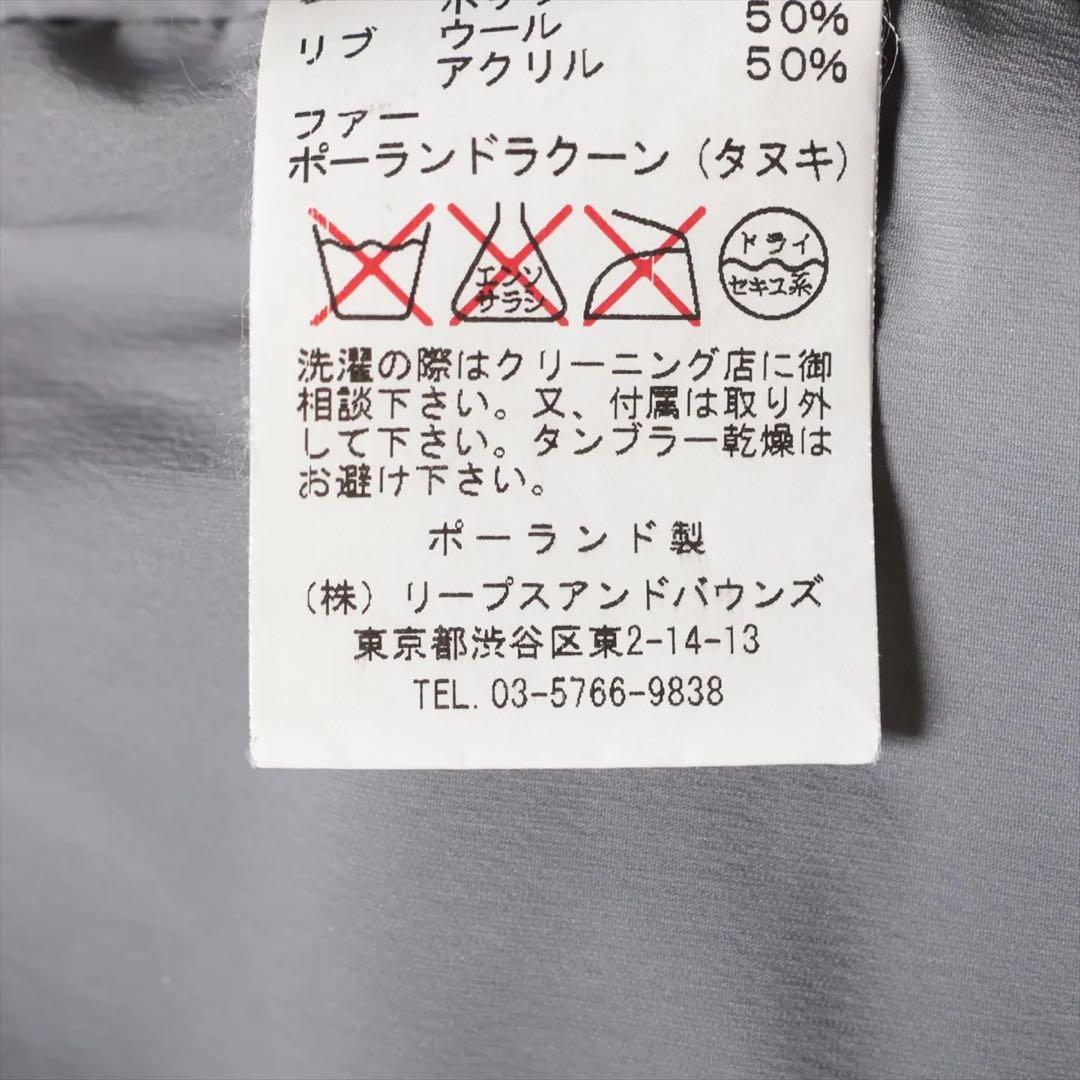 リブ ウール 50%
アクリル 50%
ファー
ポーランドラクーン (タヌキ)
エンソ
サラシ
ドライ
セキユ系
洗濯の際はクリーニング店に御
相談下さい。又、付属は取り外
して下さい。タンブラー乾燥は
お避け下さい。
ポーランド製
(株) リープスアンドバウンズ
東京都渋谷区東2-14-13
TEL. 03-5766-9838